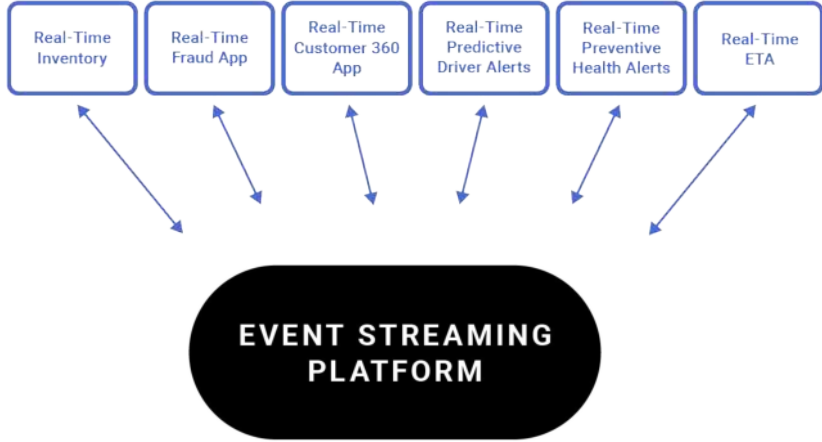 Real-Time
Inventory
Real-Time
Fraud App
Real-Time
Customer 360
App
Real-Time
Predictive
Driver Alerts
Real-Time
Preventive
Health Alerts
Real-Time
ETA
EVENT STREAMING
PLATFORM